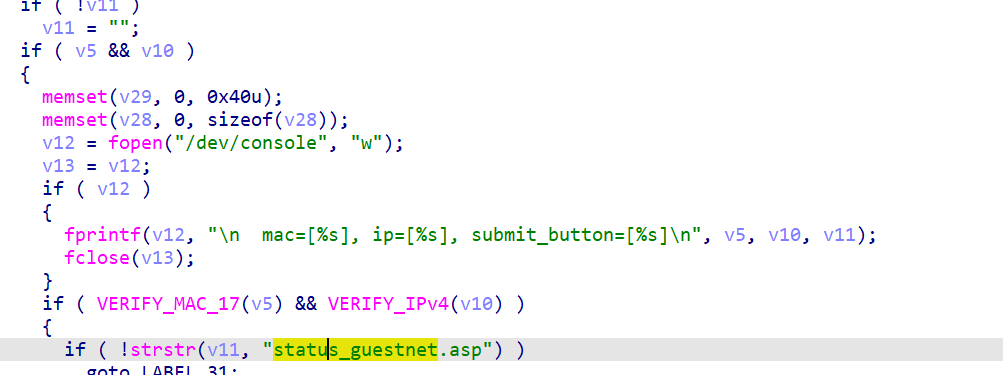 if ( !v11 )
v11 = "";
if ( v5 && v10 )
{
memset(v29, 0, 0x40u);
memset(v28, 0, sizeof(v28));
v12 = fopen("/dev/console", "w");
v13 = v12;
if ( v12 )
{
fprintf(v12, "\n  mac=[%s], ip=[%s], submit_button=[%s]\n", v5, v10, v11);
fclose(v13);
}
if ( VERIFY_MAC_17(v5) && VERIFY_IPv4(v10) )
{
if ( !strstr(v11, "status_guestnet.asp") )
goto LABEL_31;